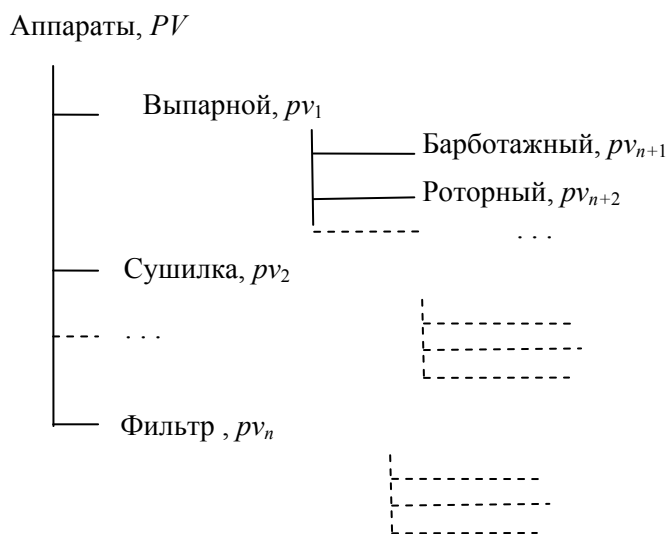 Аппараты, PV
Выпарной, pv₁
Барботажный, pvₙ₊₁
Роторный, pvₙ₊₂
. . .
Сушилка, pv₂
. . .
Фильтр , pvₙ